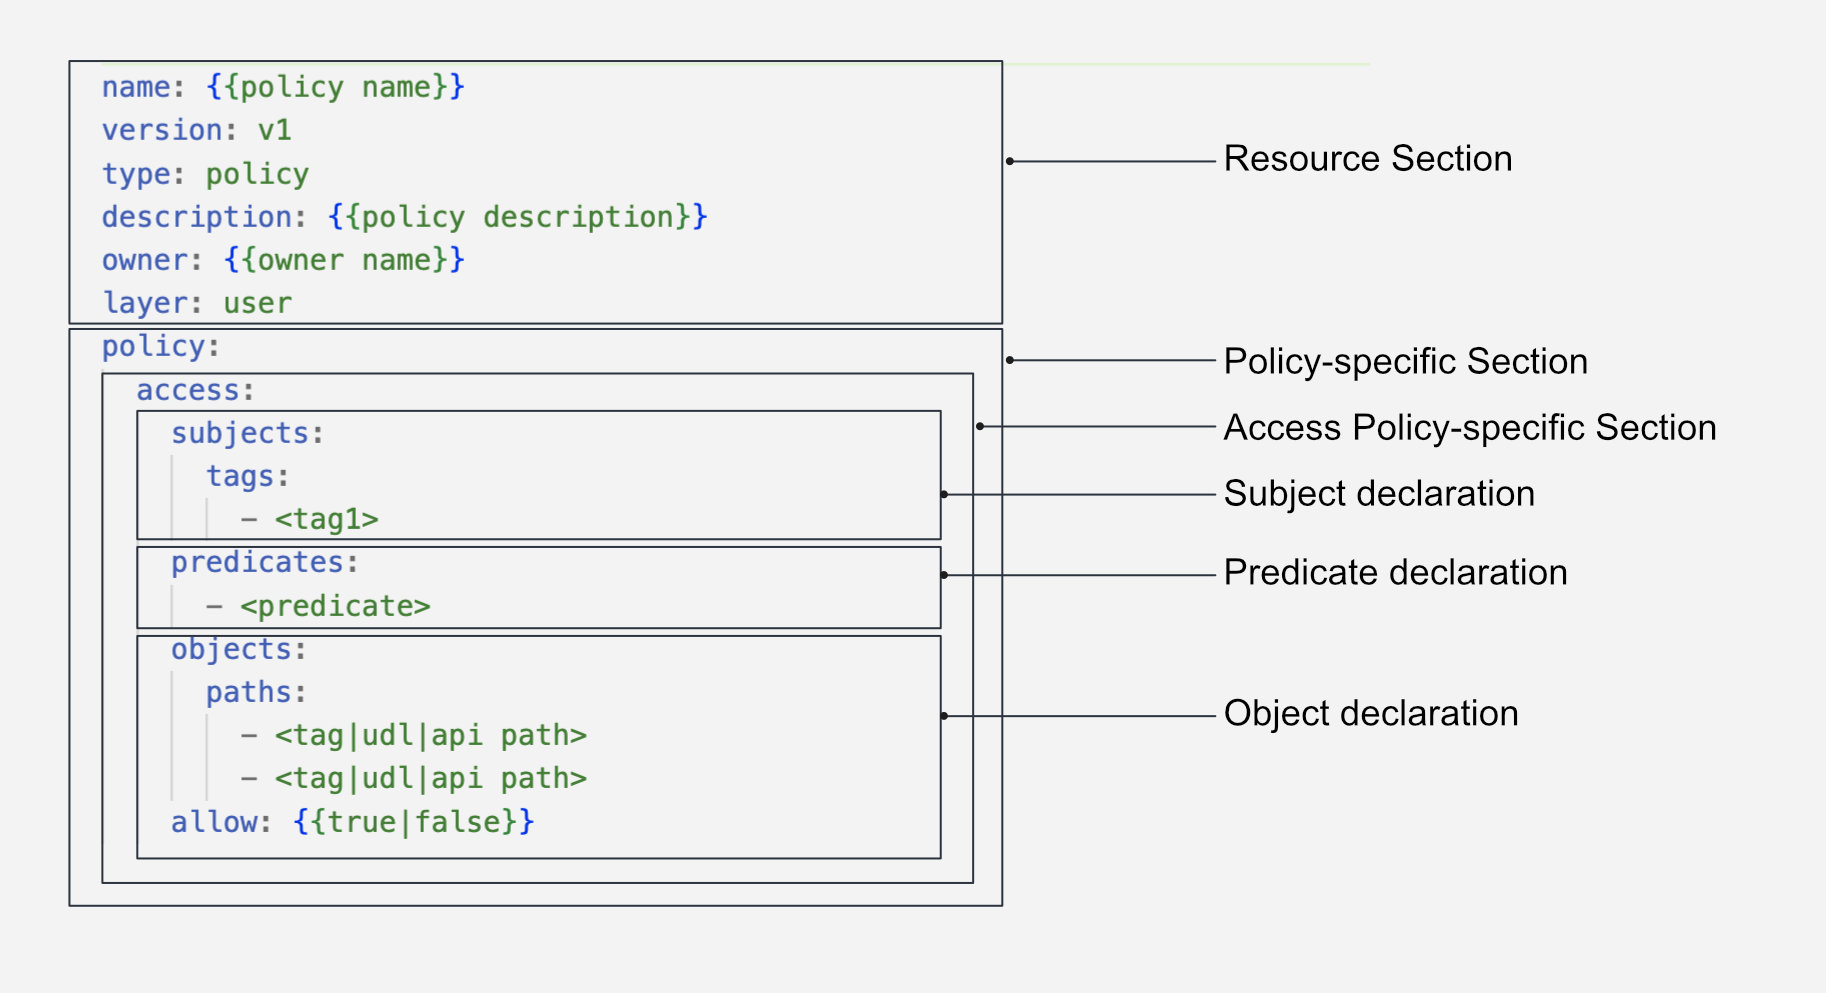 name: {{policy name}}
version: v1
type: policy
description: {{policy description}}
owner: {{owner name}}
layer: user
Resource Section
policy:
Policy-specific Section
access:
Access Policy-specific Section
subjects:
tags:
- <tag1>
Subject declaration
predicates:
- <predicate>
Predicate declaration
objects:
paths:
- <tag|udl|api path>
- <tag|udl|api path>
allow: {{true|false}}
Object declaration